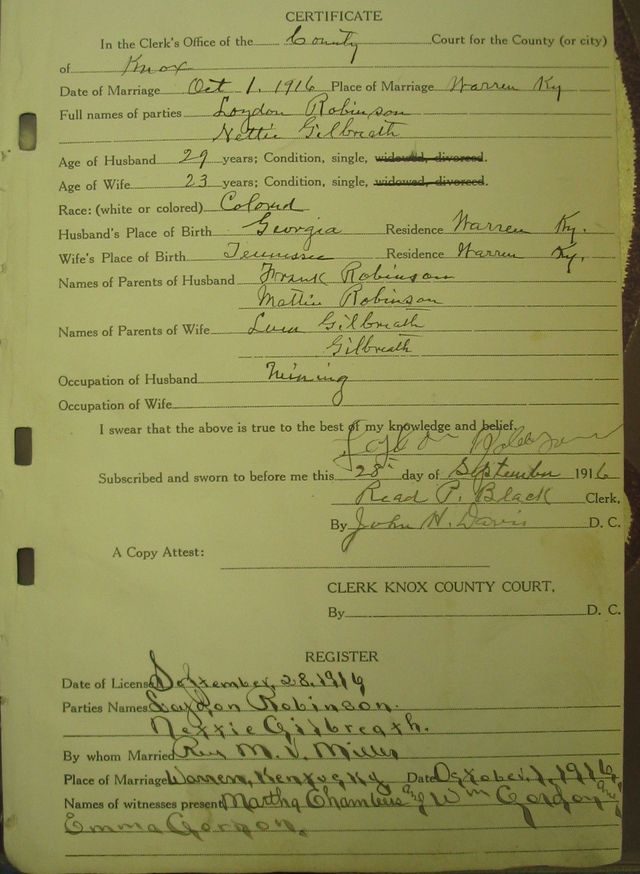 CERTIFICATE
In the Clerk's Office of the County Court for the County (or city)
of Knox
Date of Marriage Oct 1. 1916 Place of Marriage Warren Ky
Full names of parties Loydon Robinson
Nettie Gilbreath
Age of Husband 29 years; Condition, single, widowed, divorced.
Age of Wife 23 years; Condition, single, widowed, divorced.
Race: (white or colored) Colored
Husband's Place of Birth Georgia Residence Warren Ky.
Wife's Place of Birth Tennessee Residence Warren Ky.
Names of Parents of Husband Frank Robinson
Mattie Robinson
Names of Parents of Wife Gilbreath
Gilbreath
Occupation of Husband Mining
Occupation of Wife
I swear that the above is true to the best of my knowledge and belief.
Subscribed and sworn to before me this 28th day of September 1916
Read P. Black Clerk.
By John H. Davis D. C.
A Copy Attest:
CLERK KNOX COUNTY COURT,
By D. C.
REGISTER
Date of License September, 28, 1916
Parties Names Loydon Robinson.
Nettie Gilbreath.
By whom Married Rev M. V. Miller
Place of Marriage Warren, Kentucky Date October, 1, 1916,
Names of witnesses present Martha Chambers and Wm Gordon, and
Emma Gordon.